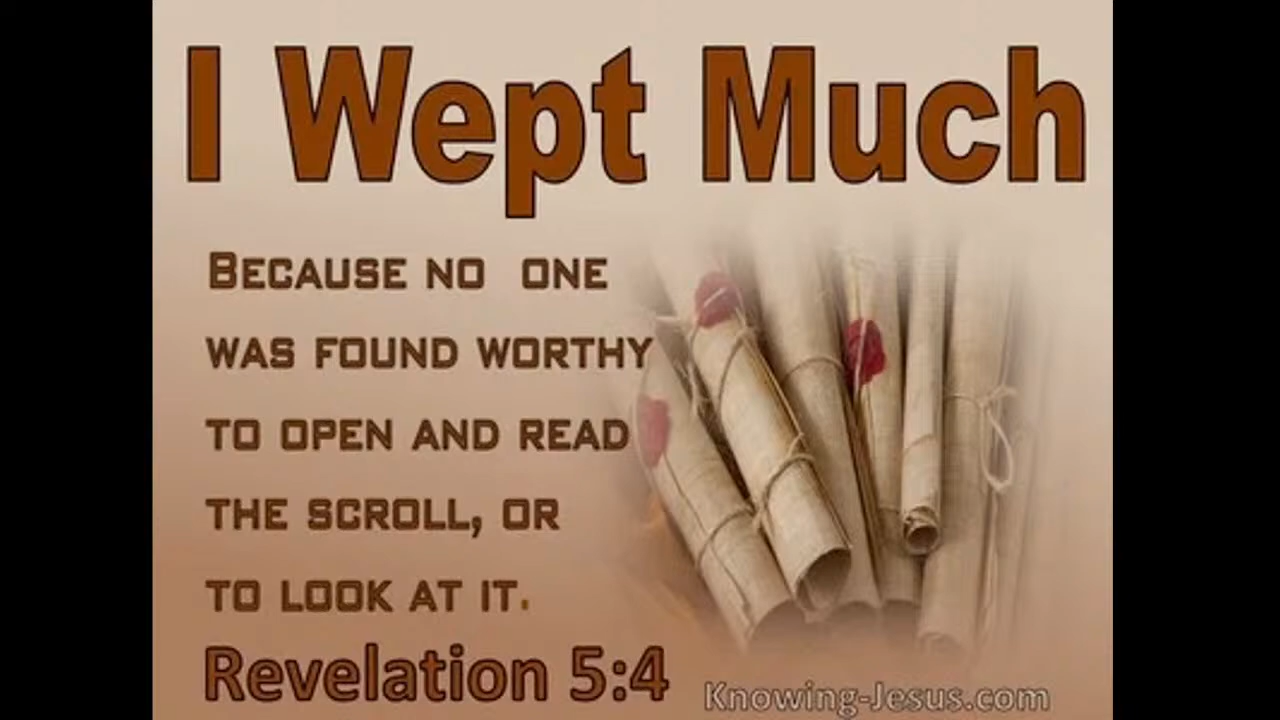 I Wept Much
Because no one
was found worthy
to open and read
the scroll, or
to look at it.
Revelation 5:4
Knowing-Jesus.com